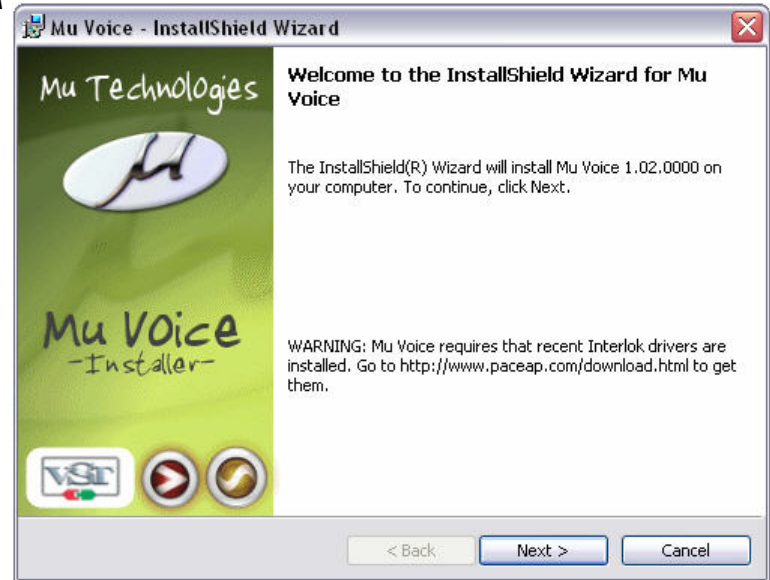 Mu Voice - InstallShield Wizard
Mu Technologies
Mu Voice
-Installer-
VST
Welcome to the InstallShield Wizard for Mu
Voice
The InstallShield(R) Wizard will install Mu Voice 1.02.0000 on
your computer. To continue, click Next.
WARNING: Mu Voice requires that recent Interlok drivers are
installed. Go to http://www.paceap.com/download.html to get
them.
< Back
Next >
Cancel